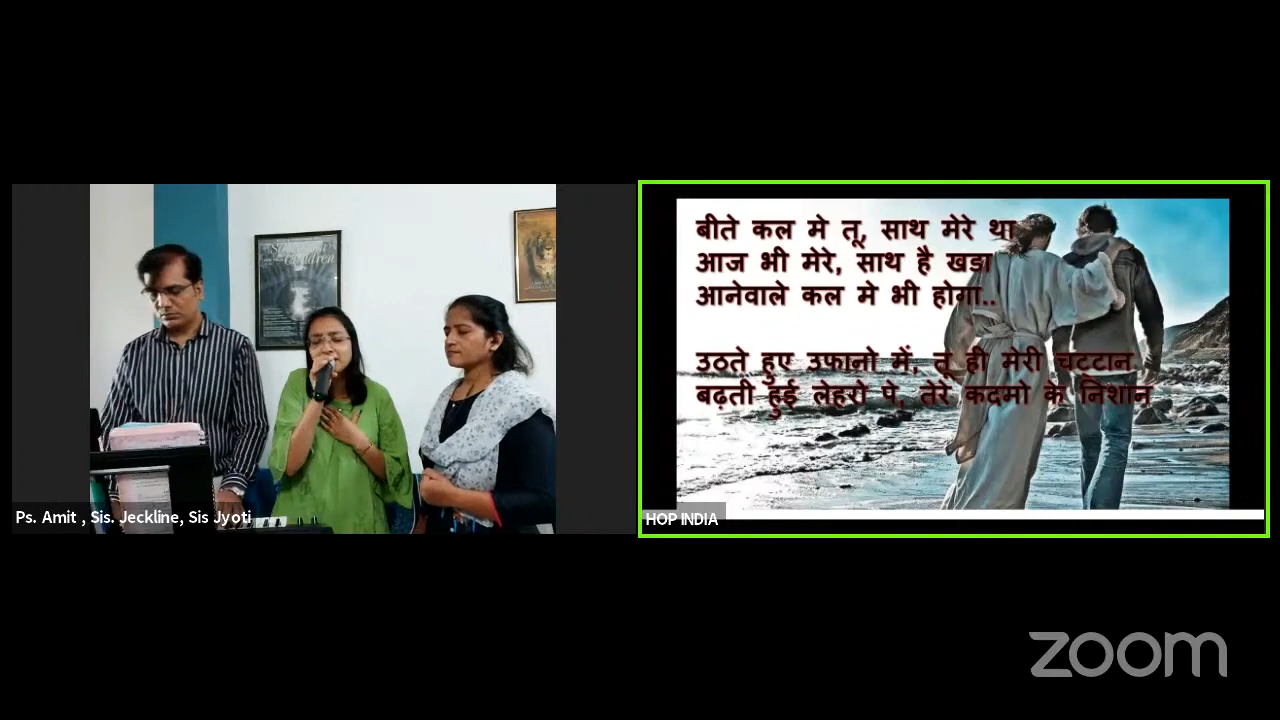 Children
Ps. Amit , Sis. Jeckline, Sis Jyoti
बीते कल मे तू, साथ मेरे था
आज भी मेरे, साथ है खडा
आनेवाले कल मे भी होगा..
उठते हुए उफानो में, तू ही मेरी चट्टान
बढ़ती हुई लेहरो पे, तेरे कदमो के निशान
HOP INDIA
zoom